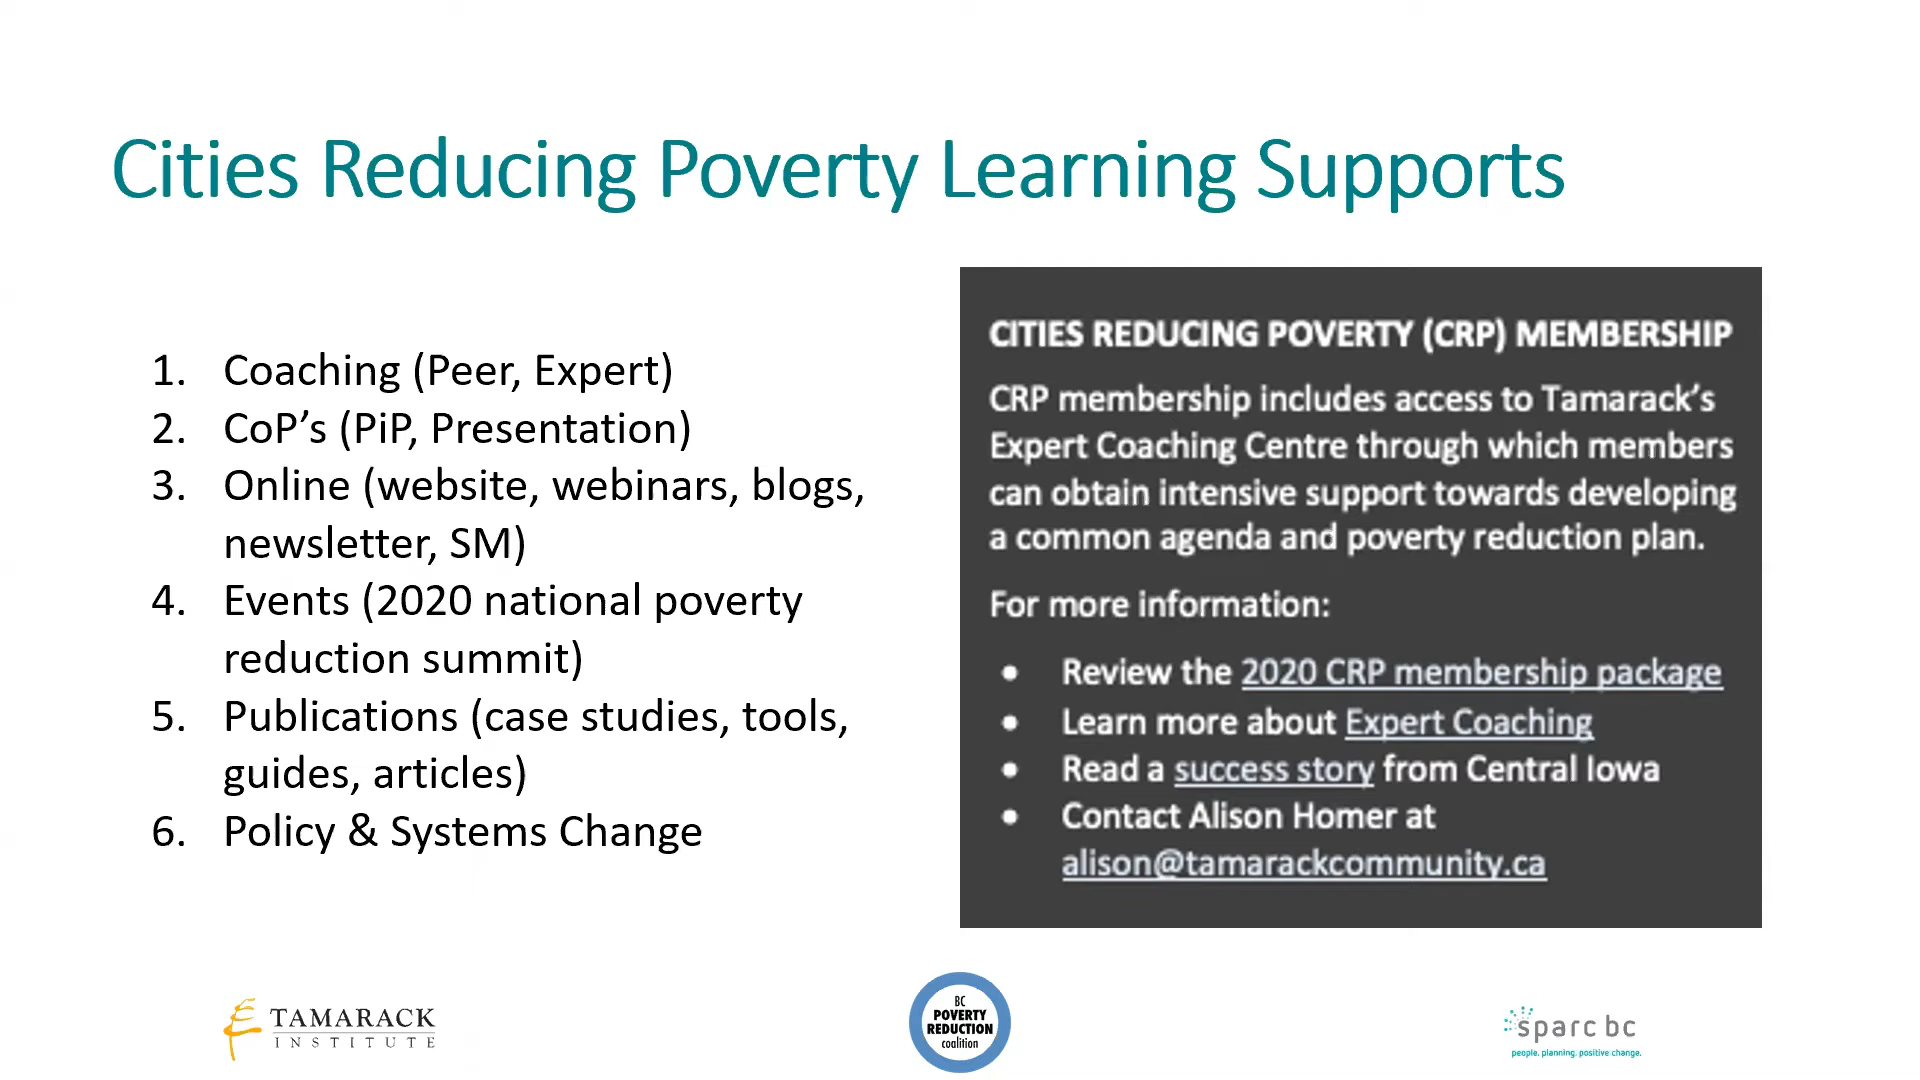 Cities Reducing Poverty Learning Supports
1. Coaching (Peer, Expert)
2. CoP’s (PiP, Presentation)
3. Online (website, webinars, blogs,
newsletter, SM)
4. Events (2020 national poverty
reduction summit)
5. Publications (case studies, tools,
guides, articles)
6. Policy & Systems Change
CITIES REDUCING POVERTY (CRP) MEMBERSHIP
CRP membership includes access to Tamarack’s
Expert Coaching Centre through which members
can obtain intensive support towards developing
a common agenda and poverty reduction plan.
For more information:
• Review the 2020 CRP membership package
• Learn more about Expert Coaching
• Read a success story from Central Iowa
• Contact Alison Homer at
alison@tamarackcommunity.ca
TAMARACK
INSTITUTE
BC
POVERTY
REDUCTION
coalition
sparc bc
people. planning. positive change.